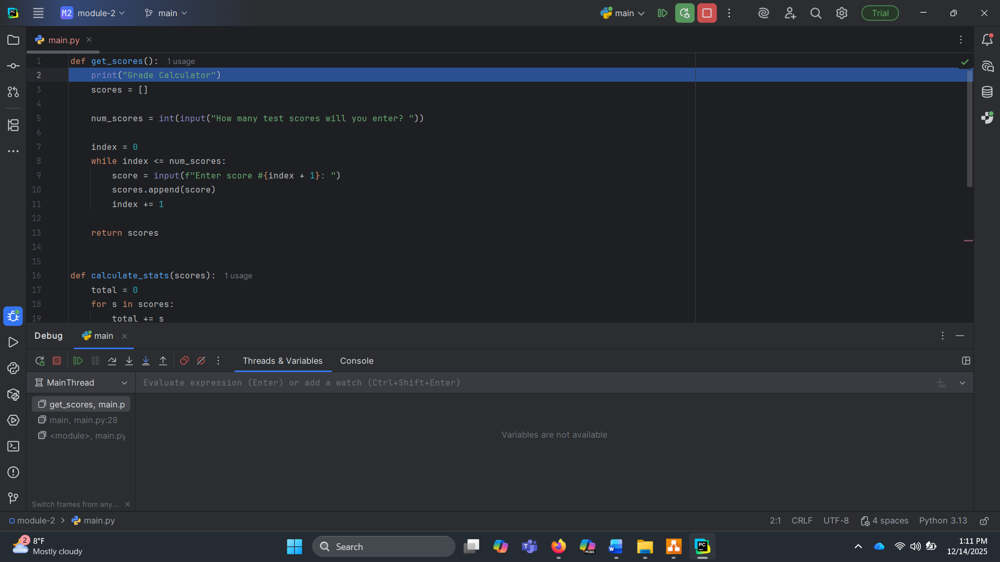 M2 module-2 main main Trial
main.py
1 def get_scores(): 1 usage
2 print("Grade Calculator")
3 scores = []
4
5 num_scores = int(input("How many test scores will you enter? "))
6
7 index = 0
8 while index <= num_scores:
9 score = input(f"Enter score #{index + 1}: ")
10 scores.append(score)
11 index += 1
12
13 return scores
14
15
16 def calculate_stats(scores): 1 usage
17 total = 0
18 for s in scores:
19 total += s
Debug main
Threads & Variables Console
MainThread Evaluate expression (Enter) or add a watch (Ctrl+Shift+Enter)
get_scores, main.p
main, main.py:28
<module>, main.py
Variables are not available
Switch frames from any...
module-2 main.py 2:1 CRLF UTF-8 4 spaces Python 3.13
2 8°F
Mostly cloudy
Search
M365
1:11 PM
12/14/2025